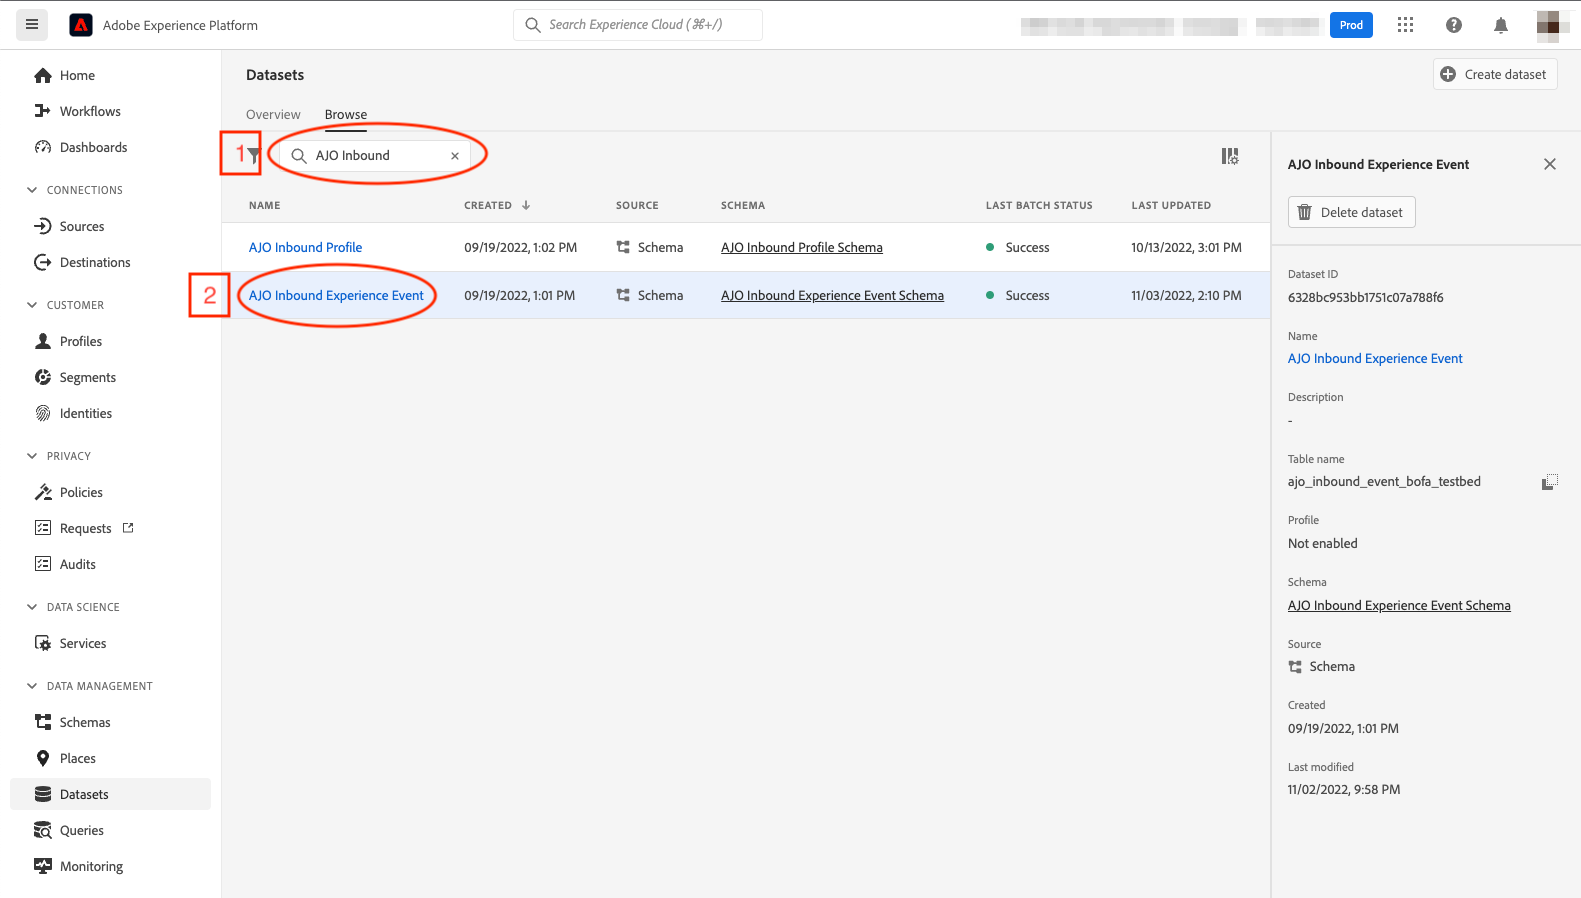 Adobe Experience Platform
Search Experience Cloud (⌘+/)
Prod
Home
Workflows
Dashboards
CONNECTIONS
Sources
Destinations
CUSTOMER
Profiles
Segments
Identities
PRIVACY
Policies
Requests
Audits
DATA SCIENCE
Services
DATA MANAGEMENT
Schemas
Places
Datasets
Queries
Monitoring
Datasets
Create dataset
Overview Browse
1 AJO Inbound
NAME CREATED ↓ SOURCE SCHEMA LAST BATCH STATUS LAST UPDATED
AJO Inbound Profile 09/19/2022, 1:02 PM Schema AJO Inbound Profile Schema Success 10/13/2022, 3:01 PM
2 AJO Inbound Experience Event 09/19/2022, 1:01 PM Schema AJO Inbound Experience Event Schema Success 11/03/2022, 2:10 PM
AJO Inbound Experience Event
Delete dataset
Dataset ID
6328bc953bb1751c07a788f6
Name
AJO Inbound Experience Event
Description
-
Table name
ajo_inbound_event_bofa_testbed
Profile
Not enabled
Schema
AJO Inbound Experience Event Schema
Source
Schema
Created
09/19/2022, 1:01 PM
Last modified
11/02/2022, 9:58 PM